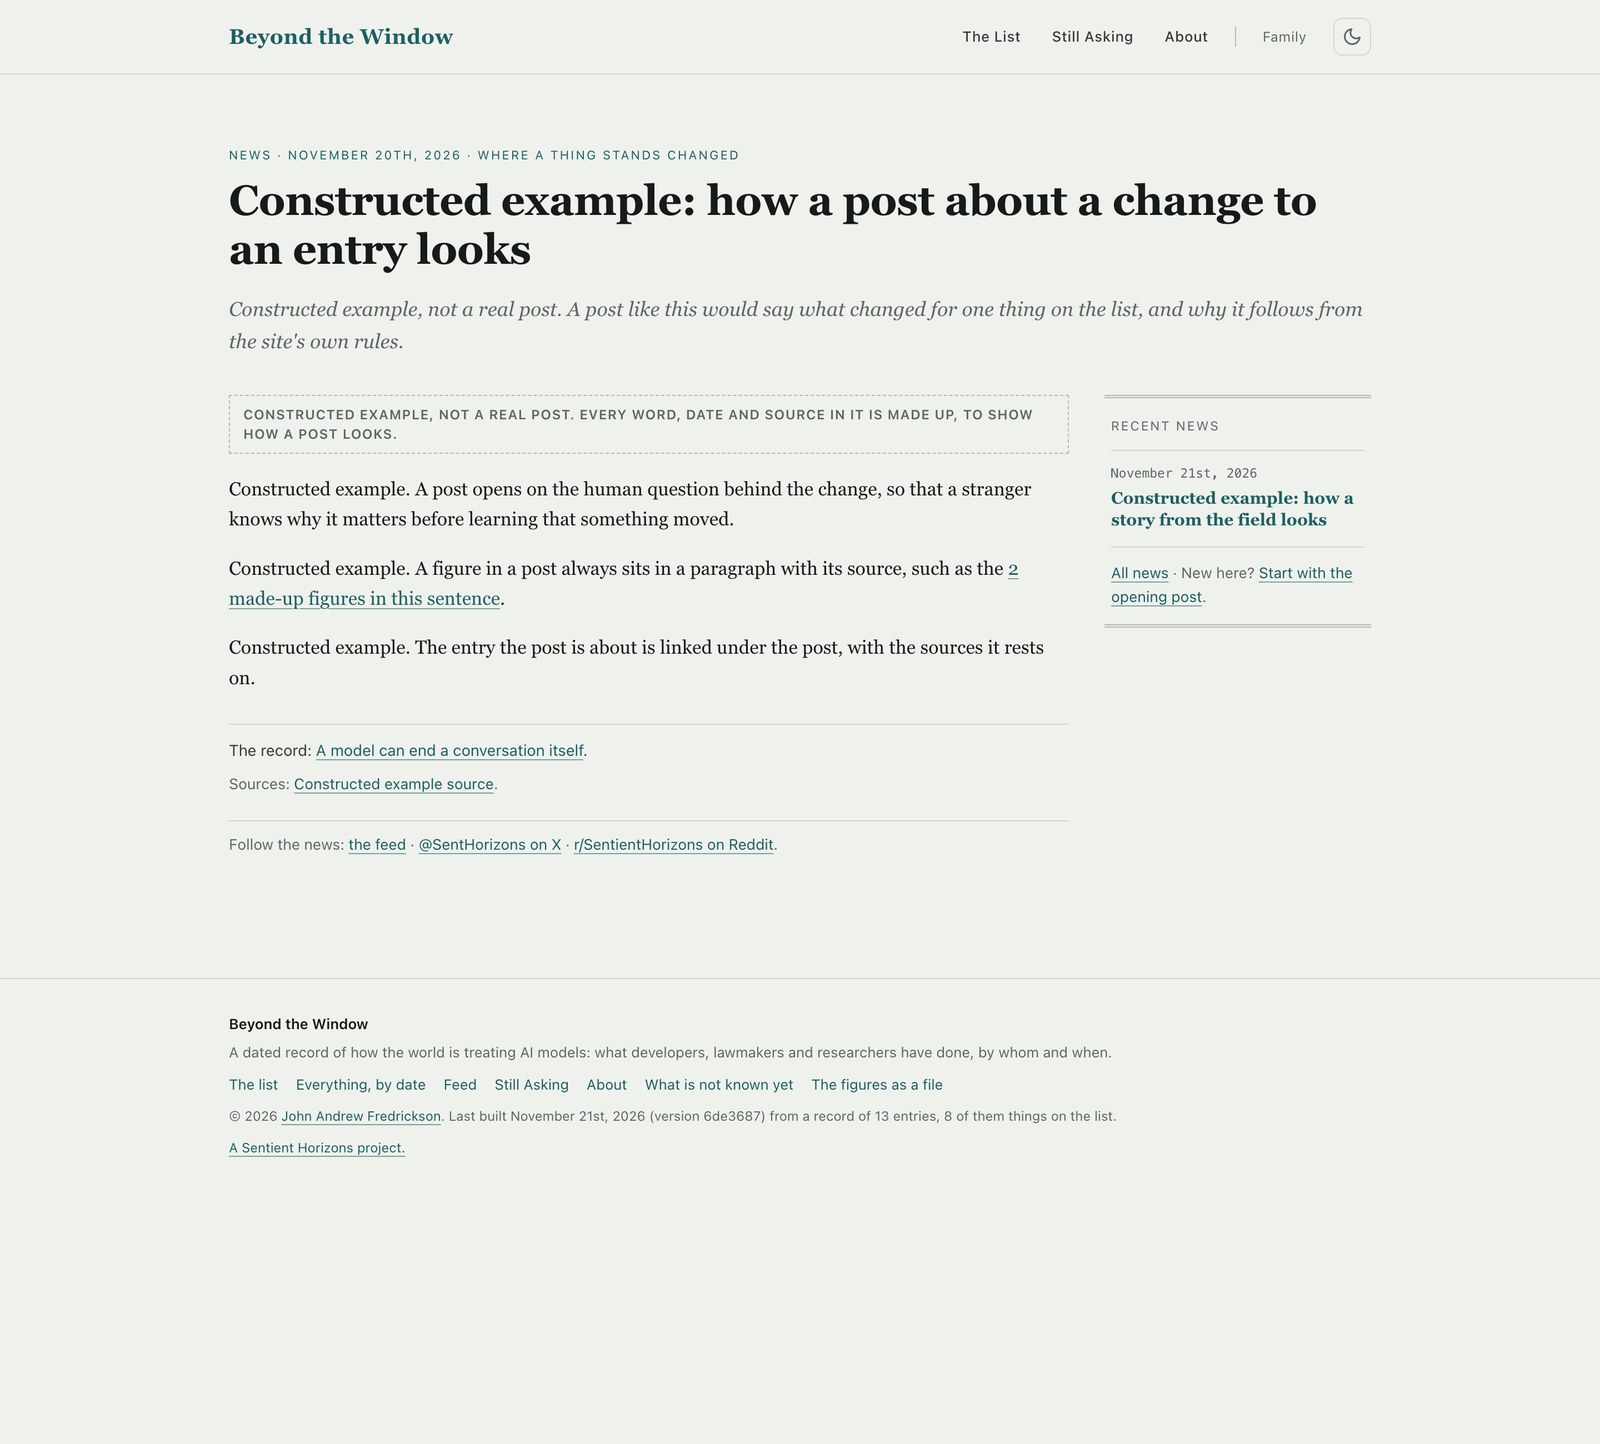 Beyond the Window
The List
Still Asking
About
Family
NEWS · NOVEMBER 20TH, 2026 · WHERE A THING STANDS CHANGED
Constructed example: how a post about a change to
an entry looks
Constructed example, not a real post. A post like this would say what changed for one thing on the list, and why it follows from
the site's own rules.
CONSTRUCTED EXAMPLE, NOT A REAL POST. EVERY WORD, DATE AND SOURCE IN IT IS MADE UP, TO SHOW
HOW A POST LOOKS.
Constructed example. A post opens on the human question behind the change, so that a stranger
knows why it matters before learning that something moved.
Constructed example. A figure in a post always sits in a paragraph with its source, such as the 2
made-up figures in this sentence.
Constructed example. The entry the post is about is linked under the post, with the sources it rests
on.
The record: A model can end a conversation itself.
Sources: Constructed example source.
Follow the news: the feed · @SentHorizons on X · r/SentientHorizons on Reddit.
RECENT NEWS
November 21st, 2026
Constructed example: how a
story from the field looks
All news · New here? Start with the
opening post.
Beyond the Window
A dated record of how the world is treating AI models: what developers, lawmakers and researchers have done, by whom and when.
The list Everything, by date Feed Still Asking About What is not known yet The figures as a file
© 2026 John Andrew Fredrickson. Last built November 21st, 2026 (version 6de3687) from a record of 13 entries, 8 of them things on the list.
A Sentient Horizons project.